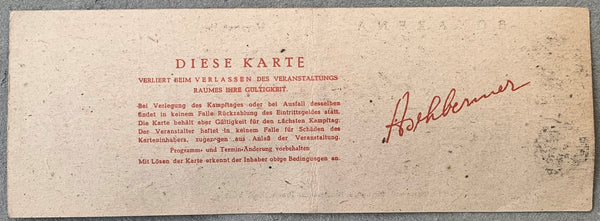 DIESE KARTE
VERLIERT BEIM VERLASSEN DES VERANSTALTUNGS
RAUMES IHRE GÜLTIGKEIT.
Bei Verlegung des Kampftages oder bei Ausfall desselben
findet in keinem Falle Rückzahlung des Eintrittsgeldes statt.
Die Karte behält aber Gültigkeit für den nächsten Kampftag.
Der Veranstalter haftet in keinem Falle für Schäden des
Karteninhabers, zugezogen aus Anlaß der Veranstaltung.
Programm- und Termin-Änderung vorbehalten
Mit Lösen der Karte erkennt der Inhaber obige Bedingungen an.